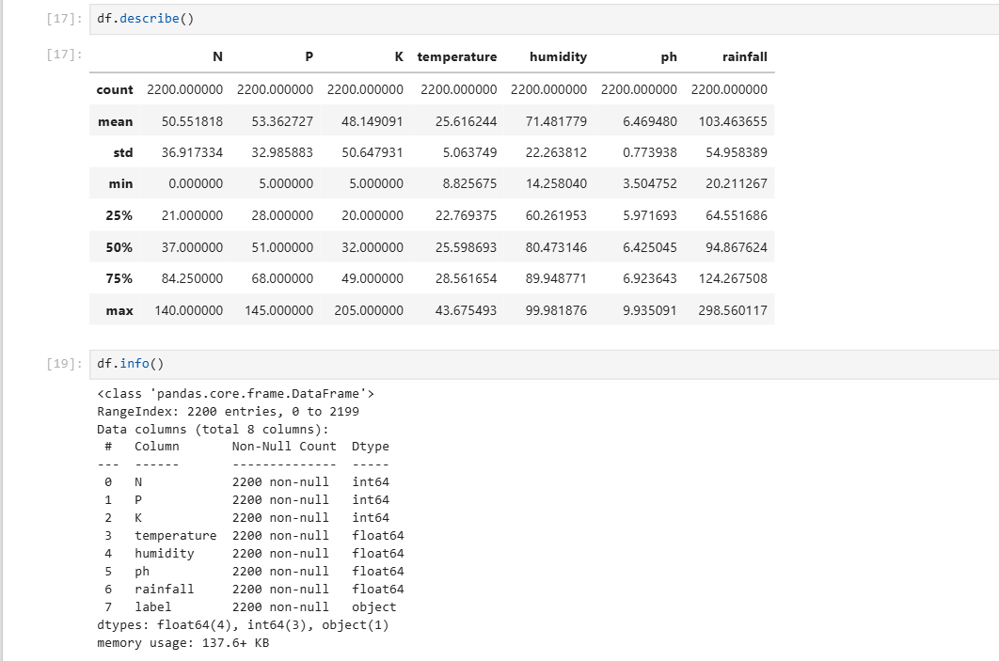 [17]: df.describe()
[17]: N P K temperature humidity ph rainfall
count 2200.000000 2200.000000 2200.000000 2200.000000 2200.000000 2200.000000 2200.000000
mean 50.551818 53.362727 48.149091 25.616244 71.481779 6.469480 103.463655
std 36.917334 32.985883 50.647931 5.063749 22.263812 0.773938 54.958389
min 0.000000 5.000000 5.000000 8.825675 14.258040 3.504752 20.211267
25% 21.000000 28.000000 20.000000 22.769375 60.261953 5.971693 64.551686
50% 37.000000 51.000000 32.000000 25.598693 80.473146 6.425045 94.867624
75% 84.250000 68.000000 49.000000 28.561654 89.948771 6.923643 124.267508
max 140.000000 145.000000 205.000000 43.675493 99.981876 9.935091 298.560117
[19]: df.info()
<class 'pandas.core.frame.DataFrame'>
RangeIndex: 2200 entries, 0 to 2199
Data columns (total 8 columns):
# Column Non-Null Count Dtype
--- ------ -------------- -----
0 N 2200 non-null int64
1 P 2200 non-null int64
2 K 2200 non-null int64
3 temperature 2200 non-null float64
4 humidity 2200 non-null float64
5 ph 2200 non-null float64
6 rainfall 2200 non-null float64
7 label 2200 non-null object
dtypes: float64(4), int64(3), object(1)
memory usage: 137.6+ KB